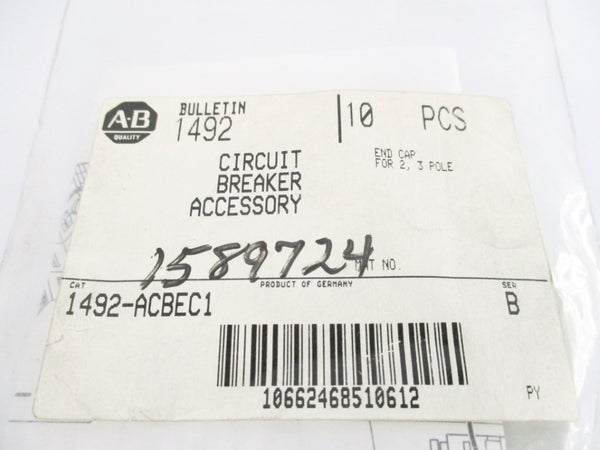 A-B
QUALITY
BULLETIN
1492
10 PCS
CIRCUIT
BREAKER
ACCESSORY
END CAP
FOR 2, 3 POLE
1589724
MAT NO.
CAT
PRODUCT OF GERMANY
SER
1492-ACBEC1
B
10662468510612
PY